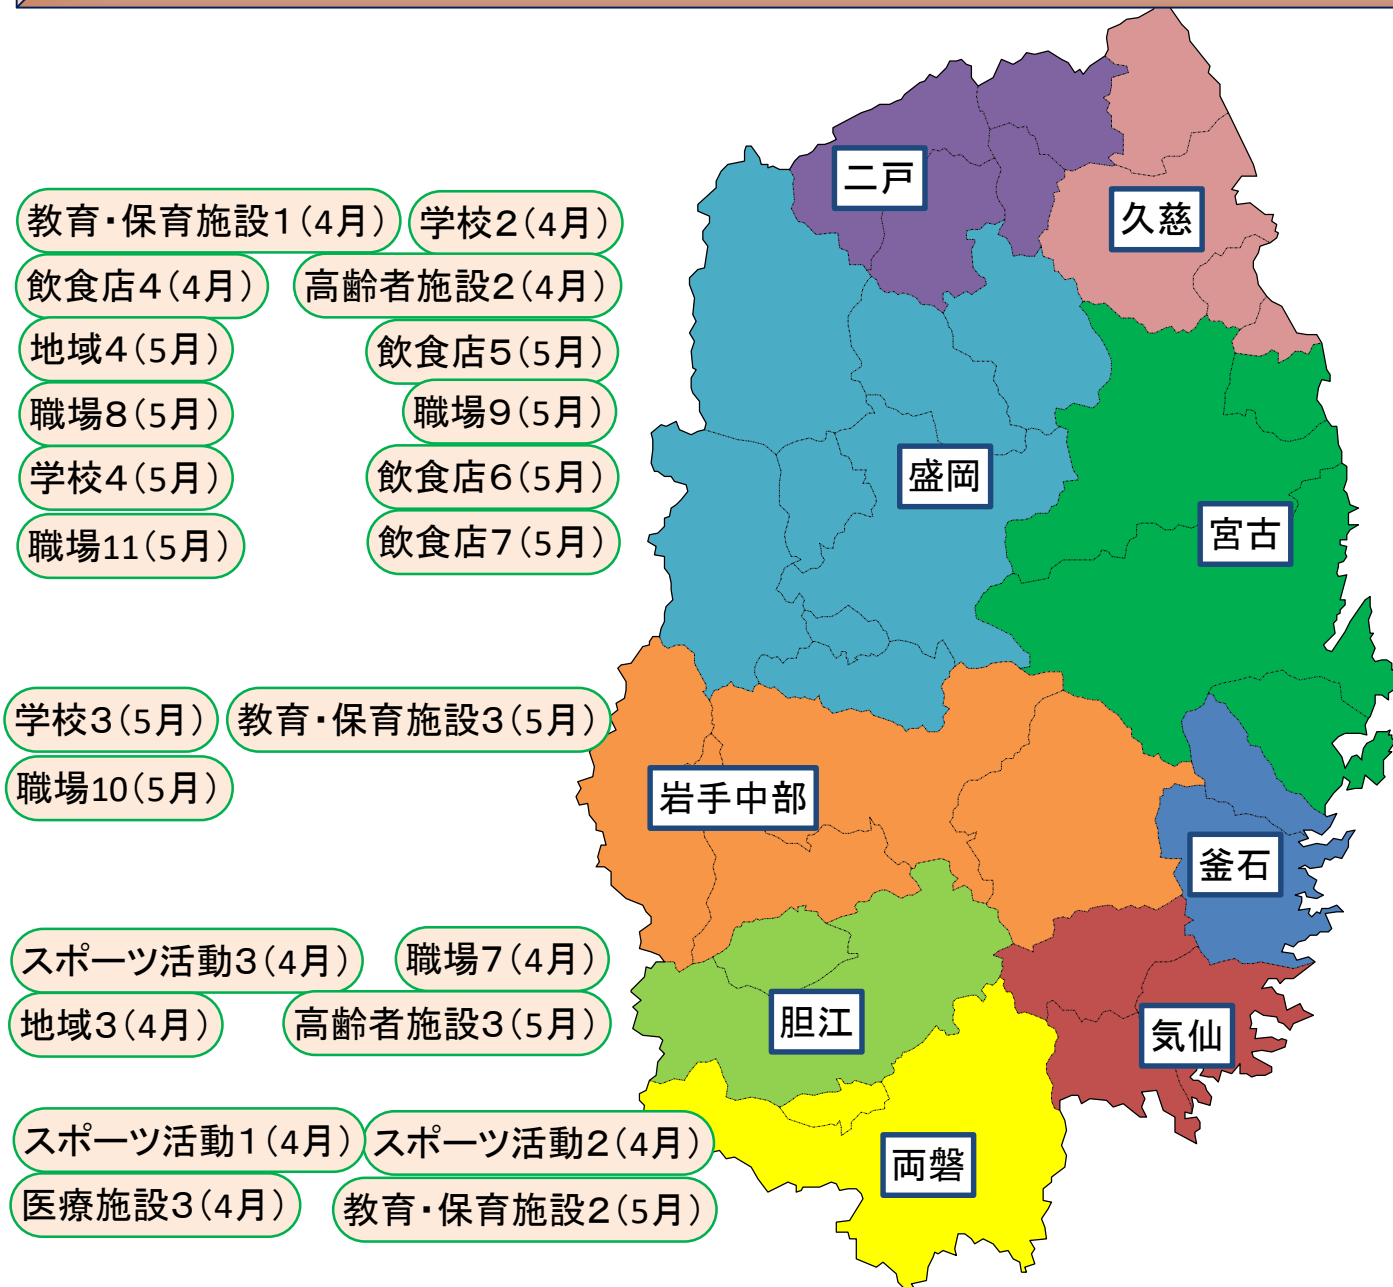 二戸
久慈
教育・保育施設1(4月) 学校2(4月)
飲食店4(4月) 高齢者施設2(4月)
地域4(5月) 飲食店5(5月)
職場8(5月) 職場9(5月)
学校4(5月) 飲食店6(5月)
職場11(5月) 飲食店7(5月)
盛岡
宮古
学校3(5月) 教育・保育施設3(5月)
職場10(5月)
岩手中部
釜石
スポーツ活動3(4月) 職場7(4月)
地域3(4月) 高齢者施設3(5月)
胆江
気仙
スポーツ活動1(4月) スポーツ活動2(4月)
医療施設3(4月) 教育・保育施設2(5月)
両磐